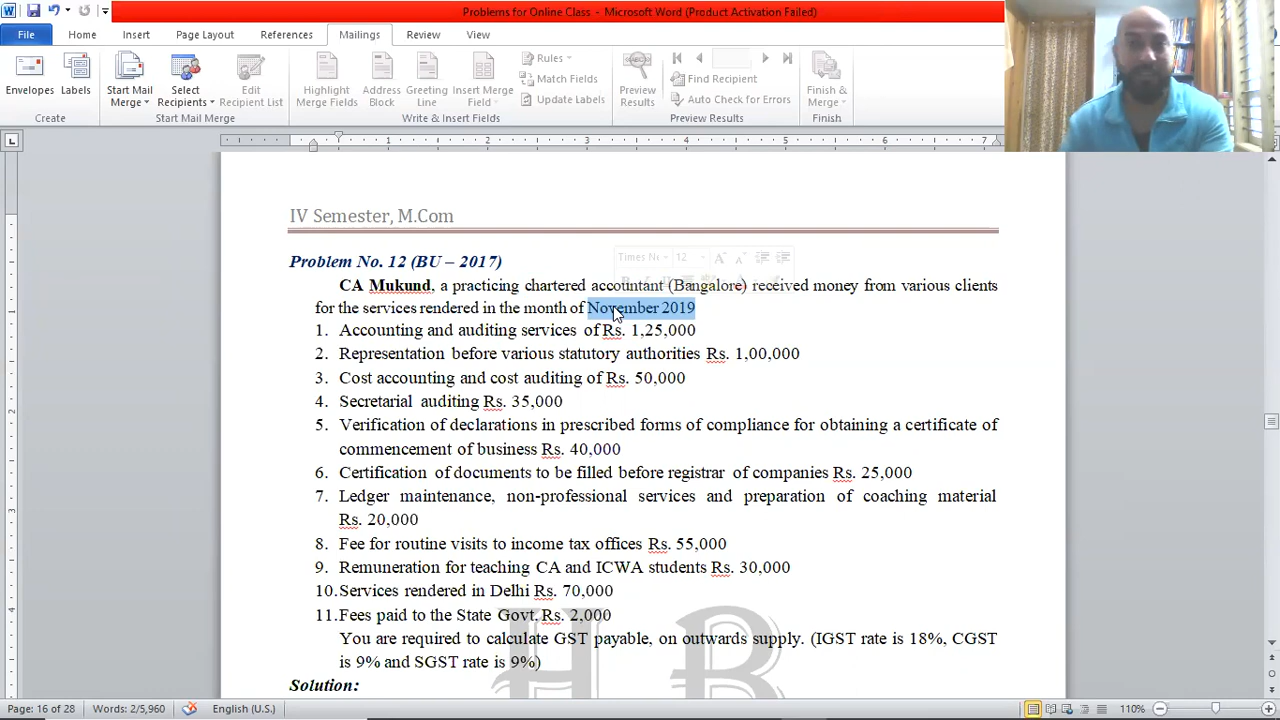 Problems for Online Class - Microsoft Word (Product Activation Failed)
File Home Insert Page Layout References Mailings Review View
Envelopes Labels Start Mail Merge Select Recipients Edit Recipient List Highlight Merge Fields Address Block Greeting Line Insert Merge Field Rules Match Fields Update Labels Preview Results Find Recipient Auto Check for Errors Finish & Merge
Create Start Mail Merge Write & Insert Fields Preview Results Finish
IV Semester, M.Com
Problem No. 12 (BU – 2017)
Times Ne 12
CA Mukund, a practicing chartered accountant (Bangalore) received money from various clients
for the services rendered in the month of November 2019
1. Accounting and auditing services of Rs. 1,25,000
2. Representation before various statutory authorities Rs. 1,00,000
3. Cost accounting and cost auditing of Rs. 50,000
4. Secretarial auditing Rs. 35,000
5. Verification of declarations in prescribed forms of compliance for obtaining a certificate of
commencement of business Rs. 40,000
6. Certification of documents to be filled before registrar of companies Rs. 25,000
7. Ledger maintenance, non-professional services and preparation of coaching material
Rs. 20,000
8. Fee for routine visits to income tax offices Rs. 55,000
9. Remuneration for teaching CA and ICWA students Rs. 30,000
10. Services rendered in Delhi Rs. 70,000
11. Fees paid to the State Govt. Rs. 2,000
You are required to calculate GST payable, on outwards supply. (IGST rate is 18%, CGST
is 9% and SGST rate is 9%)
H B
Solution:
Page: 16 of 28 Words: 2/5,960 English (U.S.) 110%